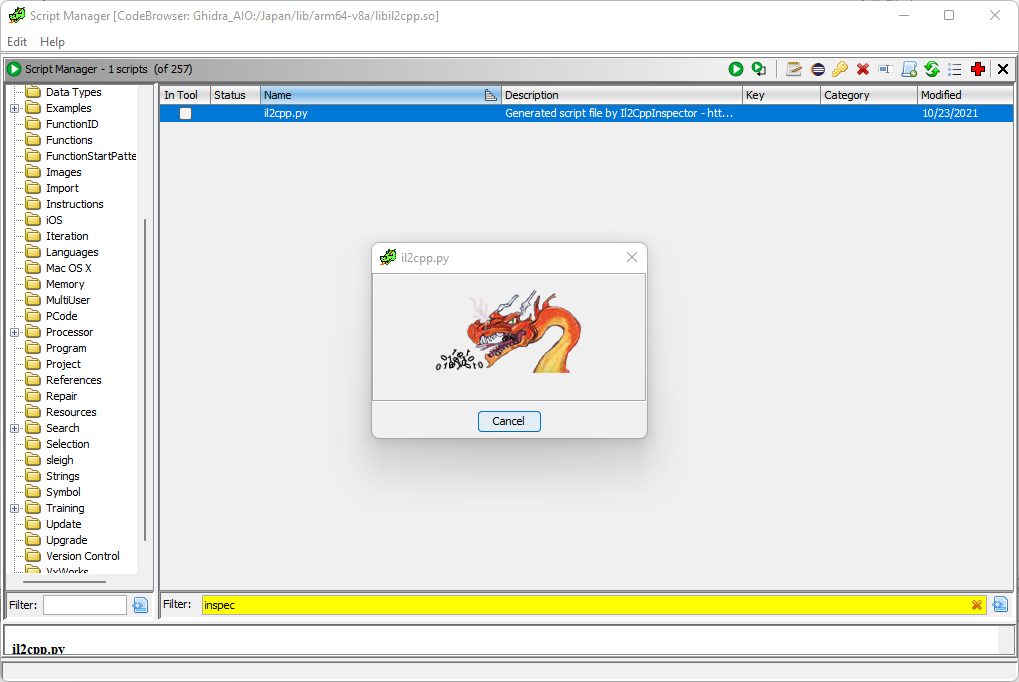 Script Manager [CodeBrowser: Ghidra_AIO:/Japan/lib/arm64-v8a/libil2cpp.so]
Edit Help
Script Manager - 1 scripts (of 257)
Data Types
Examples
FunctionID
Functions
FunctionStartPatte
Images
Import
Instructions
iOS
Iteration
Languages
Mac OS X
Memory
MultiUser
PCode
Processor
Program
Project
References
Repair
Resources
Search
Selection
sleigh
Strings
Symbol
Training
Update
Upgrade
Version Control
VxWorks
Filter:
In Tool Status Name Description Key Category Modified
il2cpp.py Generated script file by Il2CppInspector - htt... 10/23/2021
il2cpp.py
Cancel
Filter: inspec
il2cpp.py